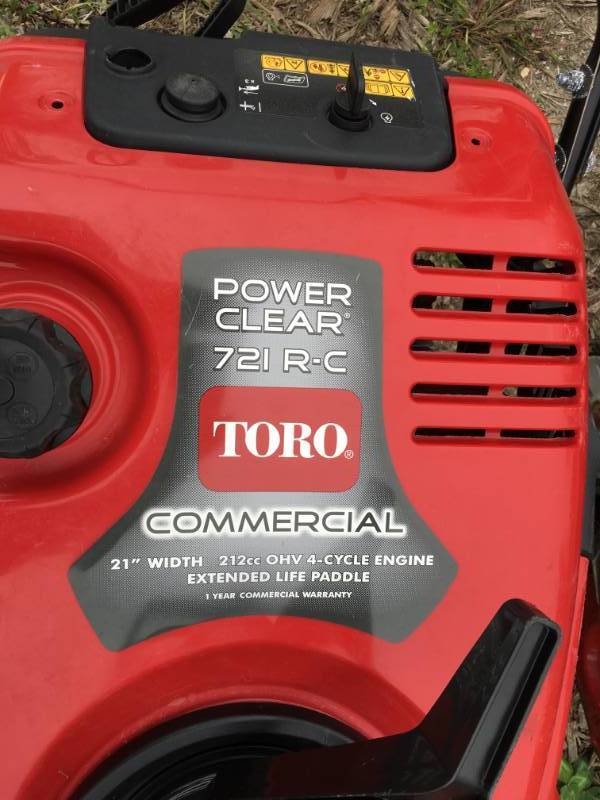 POWER
CLEAR®
721 R-C
TORO®
COMMERCIAL
21" WIDTH 212cc OHV 4-CYCLE ENGINE
EXTENDED LIFE PADDLE
1 YEAR COMMERCIAL WARRANTY